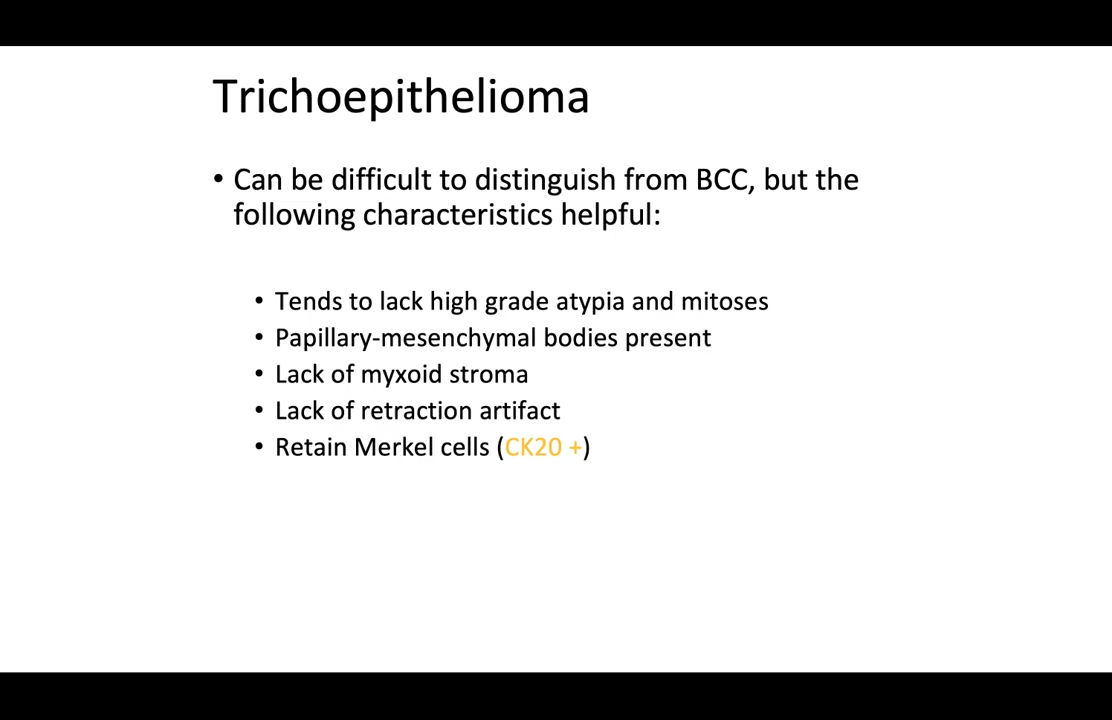 Trichoepithelioma
• Can be difficult to distinguish from BCC, but the
following characteristics helpful:
• Tends to lack high grade atypia and mitoses
• Papillary-mesenchymal bodies present
• Lack of myxoid stroma
• Lack of retraction artifact
• Retain Merkel cells (CK20 +)